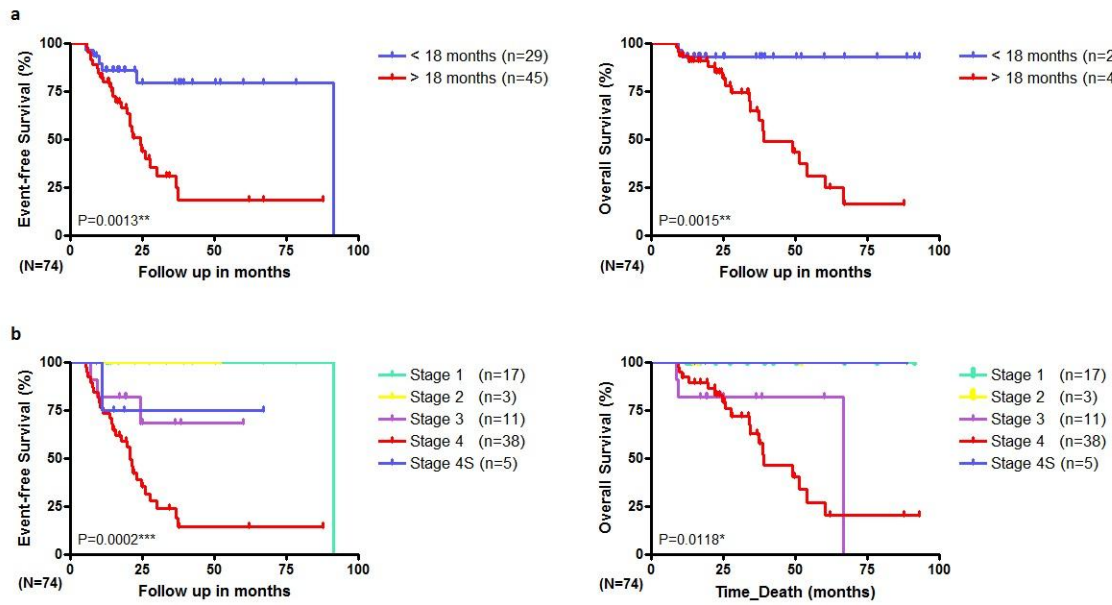 a
Event-free Survival (%)
100
75
50
25
0
P=0.0013**
0 25 50 75 100
(N=74)
Follow up in months
< 18 months (n=29)
> 18 months (n=45)
Overall Survival (%)
100
75
50
25
0
P=0.0015**
0 25 50 75 100
(N=74)
Follow up in months
< 18 months (n=2
> 18 months (n=4
b
Event-free Survival (%)
100
75
50
25
0
P=0.0002***
0 25 50 75 100
(N=74)
Follow up in months
Stage 1 (n=17)
Stage 2 (n=3)
Stage 3 (n=11)
Stage 4 (n=38)
Stage 4S (n=5)
Overall Survival (%)
100
75
50
25
0
P=0.0118*
0 25 50 75 100
(N=74)
Time_Death (months)
Stage 1 (n=17)
Stage 2 (n=3)
Stage 3 (n=11)
Stage 4 (n=38)
Stage 4S (n=5)